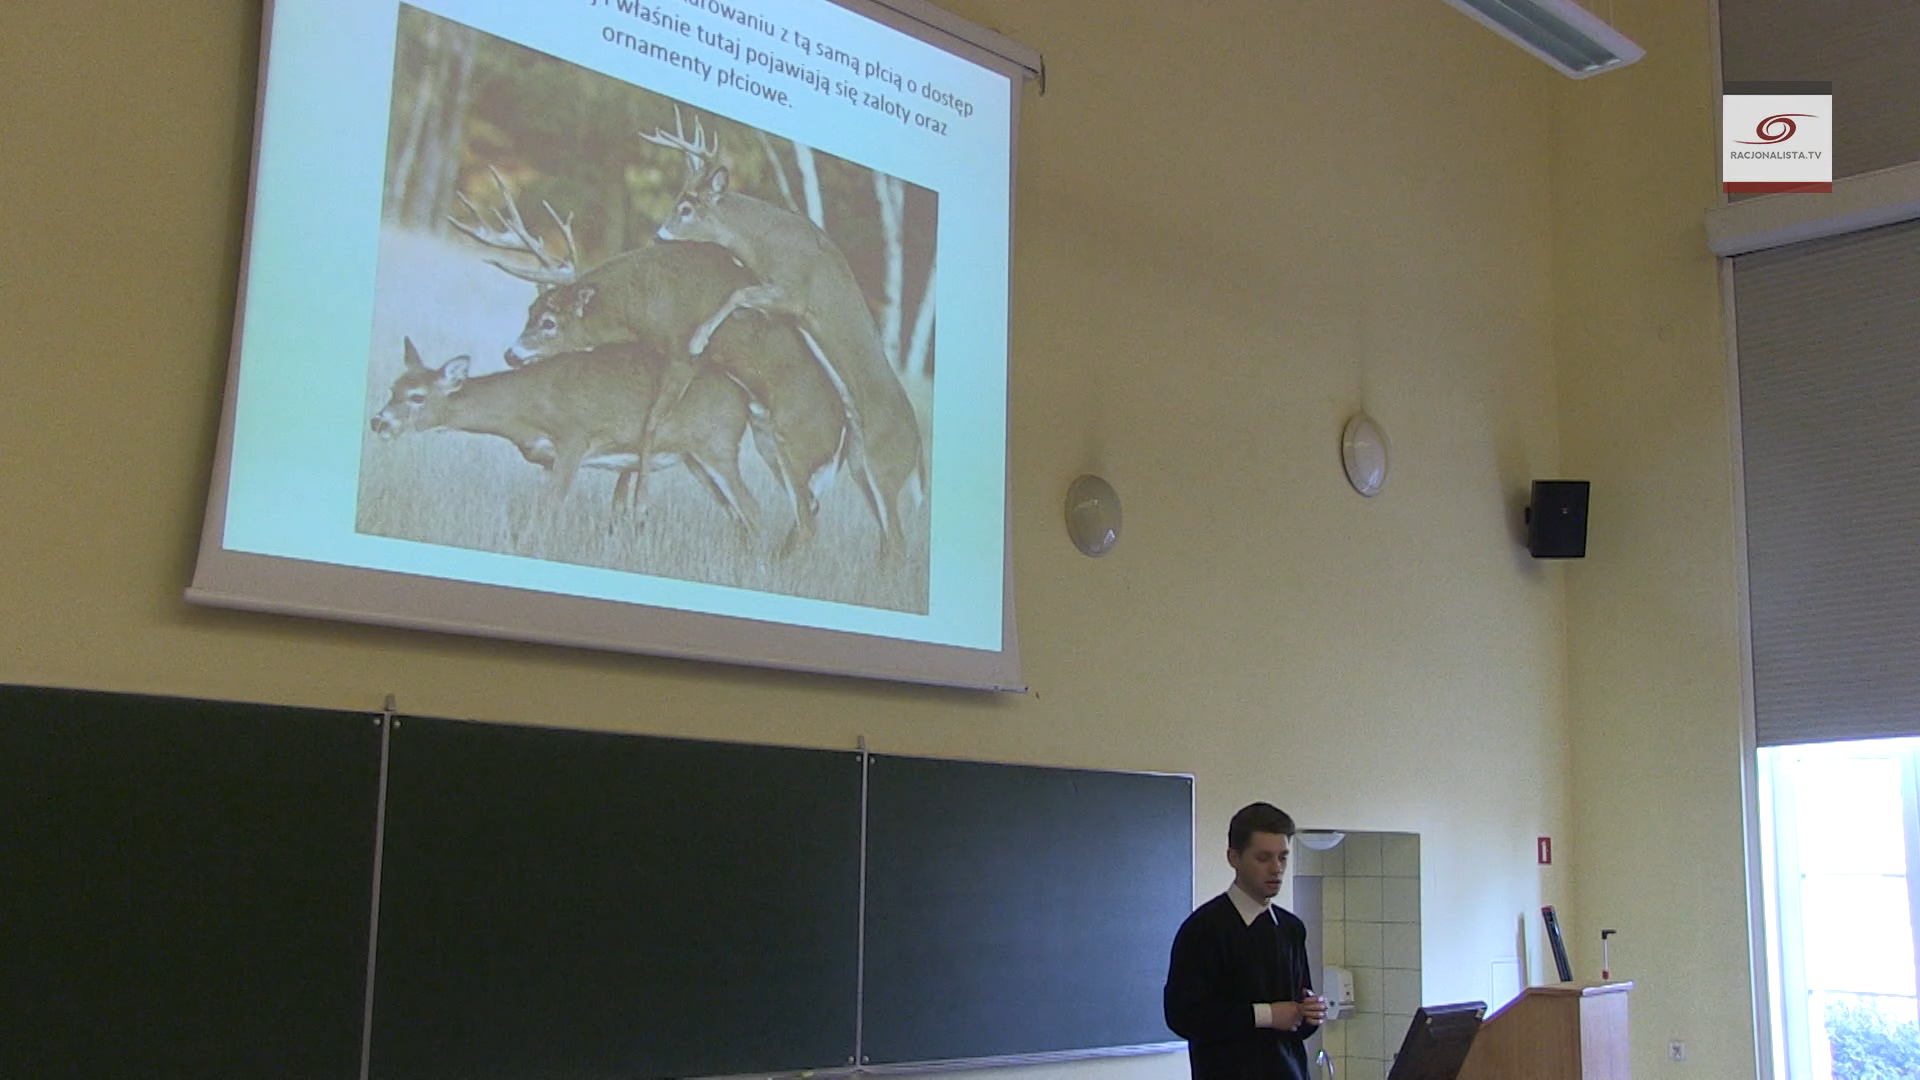 z tą samą płcią o dostęp
i właśnie tutaj pojawiają się zaloty oraz
ornamenty płciowe.
RACJONALISTA.TV